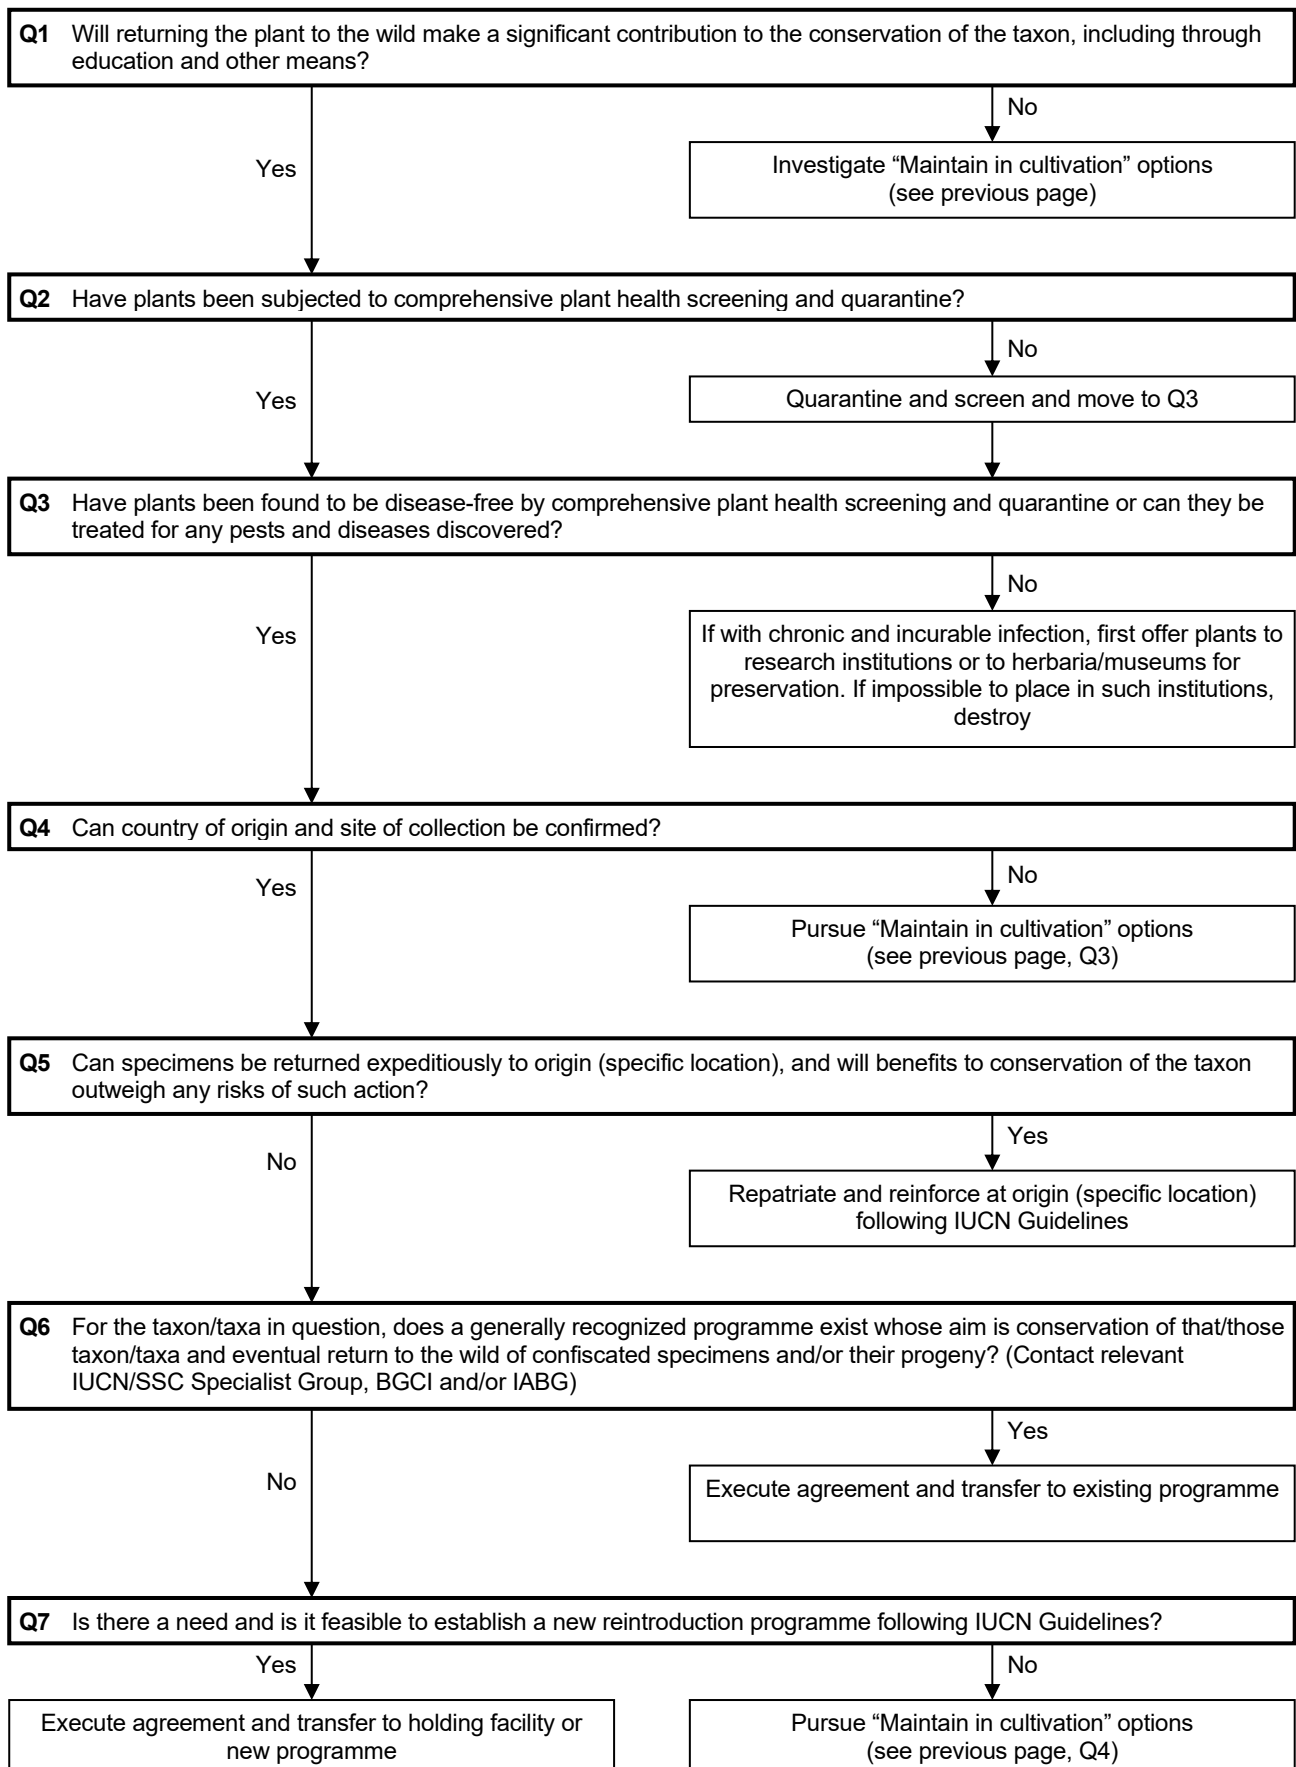 Q1 Will returning the plant to the wild make a significant contribution to the conservation of the taxon, including through
education and other means?
No
Yes
Investigate “Maintain in cultivation” options
(see previous page)
Q2 Have plants been subjected to comprehensive plant health screening and quarantine?
No
Yes
Quarantine and screen and move to Q3
Q3 Have plants been found to be disease-free by comprehensive plant health screening and quarantine or can they be
treated for any pests and diseases discovered?
No
Yes
If with chronic and incurable infection, first offer plants to
research institutions or to herbaria/museums for
preservation. If impossible to place in such institutions,
destroy
Q4 Can country of origin and site of collection be confirmed?
No
Yes
Pursue “Maintain in cultivation” options
(see previous page, Q3)
Q5 Can specimens be returned expeditiously to origin (specific location), and will benefits to conservation of the taxon
outweigh any risks of such action?
Yes
No
Repatriate and reinforce at origin (specific location)
following IUCN Guidelines
Q6 For the taxon/taxa in question, does a generally recognized programme exist whose aim is conservation of that/those
taxon/taxa and eventual return to the wild of confiscated specimens and/or their progeny? (Contact relevant
IUCN/SSC Specialist Group, BGCI and/or IABG)
Yes
No
Execute agreement and transfer to existing programme
Q7 Is there a need and is it feasible to establish a new reintroduction programme following IUCN Guidelines?
Yes
No
Execute agreement and transfer to holding facility or
new programme
Pursue “Maintain in cultivation” options
(see previous page, Q4)